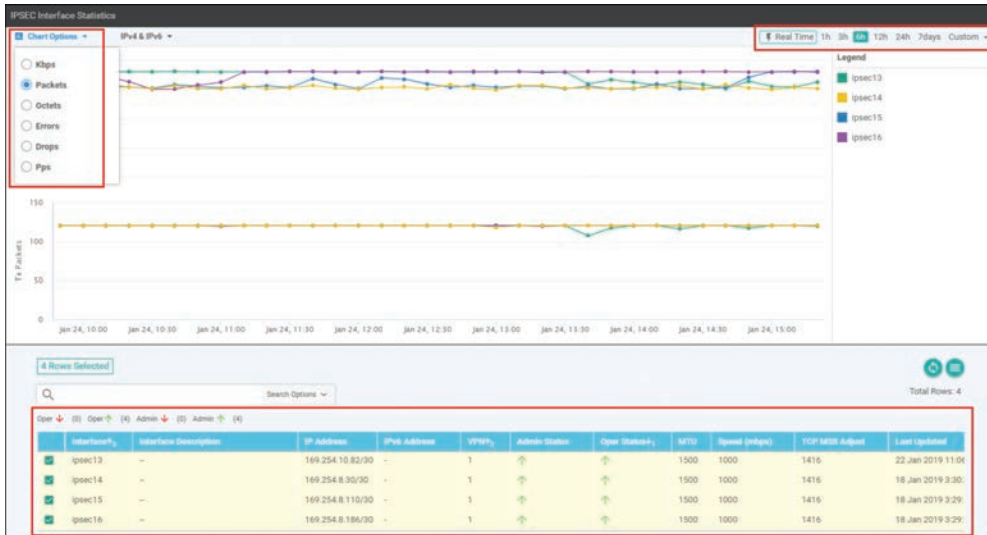 IPSEC Interface Statistics
Chart Options IPv4 & IPv6 Real Time 1h 3h 6h 12h 24h 7days Custom
Kbps
Packets
Octets
Errors
Drops
Pps
Legend
ipsec13
ipsec14
ipsec15
ipsec16
150
100
50
0
Tx Packets
Jan 24, 10:00 Jan 24, 10:30 Jan 24, 11:00 Jan 24, 11:30 Jan 24, 12:00 Jan 24, 12:30 Jan 24, 13:00 Jan 24, 13:30 Jan 24, 14:00 Jan 24, 14:30 Jan 24, 15:00
4 Rows Selected
Search Options
Total Rows: 4
Oper (0) Oper (4) Admin (0) Admin (4)
Interface Interface Description IP Address IPv6 Address VPN Admin Status Oper Status MTU Speed (mbps) TCP MSS Adjust Last Updated
ipsec13 -- 169.254.10.82/30 - 1 1500 1000 1416 22 Jan 2019 11:06
ipsec14 -- 169.254.8.30/30 - 1 1500 1000 1416 18 Jan 2019 3:30:
ipsec15 -- 169.254.8.110/30 - 1 1500 1000 1416 18 Jan 2019 3:29:
ipsec16 -- 169.254.8.186/30 - 1 1500 1000 1416 18 Jan 2019 3:29: